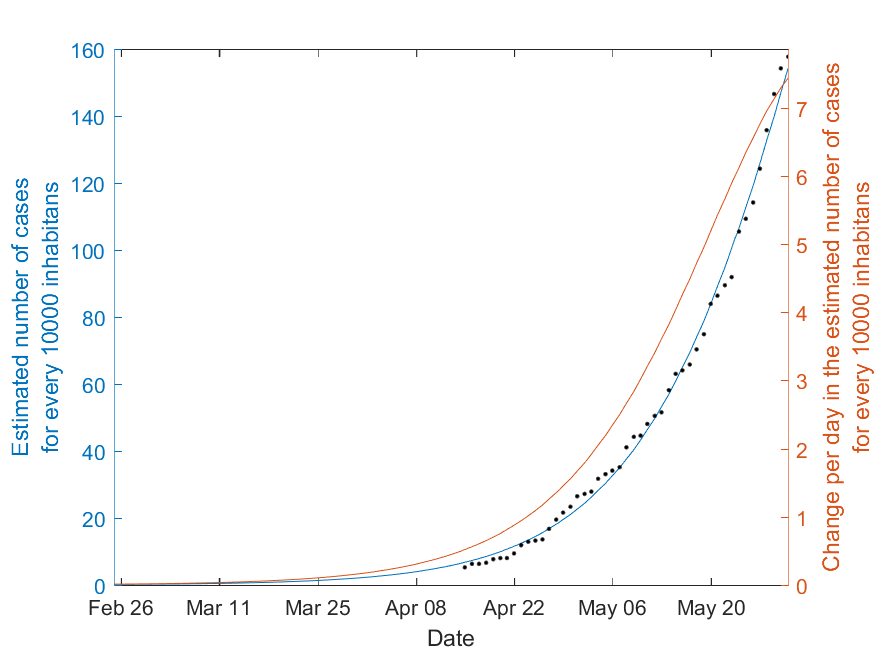 Estimated number of cases
for every 10000 inhabitans
160
140
120
100
80
60
40
20
0
Feb 26
Mar 11
Mar 25
Apr 08
Apr 22
May 06
May 20
Date
7
6
5
4
3
2
1
0
Change per day in the estimated number of cases
for every 10000 inhabitans